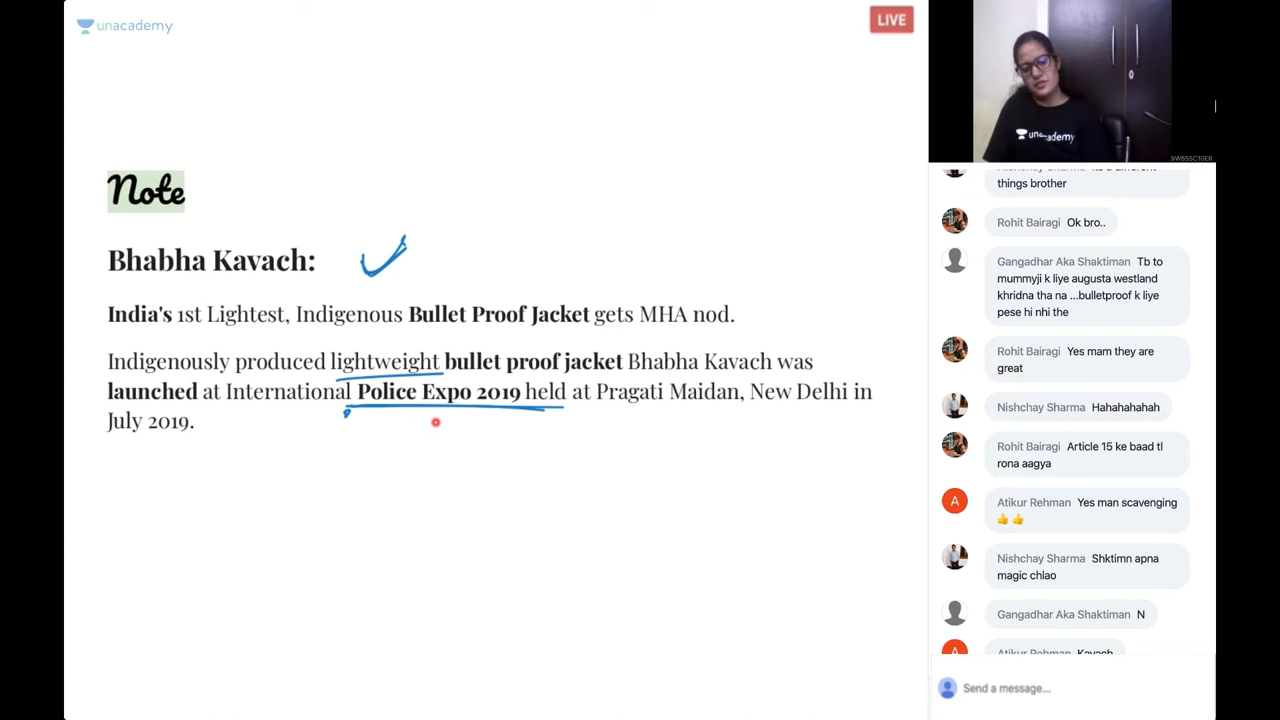 unacademy
LIVE
Note
Bhabha Kavach:
India's 1st Lightest, Indigenous Bullet Proof Jacket gets MHA nod.
Indigenously produced lightweight bullet proof jacket Bhabha Kavach was
launched at International Police Expo 2019 held at Pragati Maidan, New Delhi in
July 2019.
unacademy
9W655C10ER
things brother
Rohit Bairagi Ok bro..
Gangadhar Aka Shaktiman Tb to
mummyji k liye augusta westland
khridna tha na ...bulletproof k liye
pese hi nhi the
Rohit Bairagi Yes mam they are
great
Nishchay Sharma Hahahahahah
Rohit Bairagi Article 15 ke baad tl
rona aagya
A
Atikur Rehman Yes man scavenging
👍👍
Nishchay Sharma Shktimn apna
magic chlao
Gangadhar Aka Shaktiman N
Atikur Rehman Kavach
Send a message...